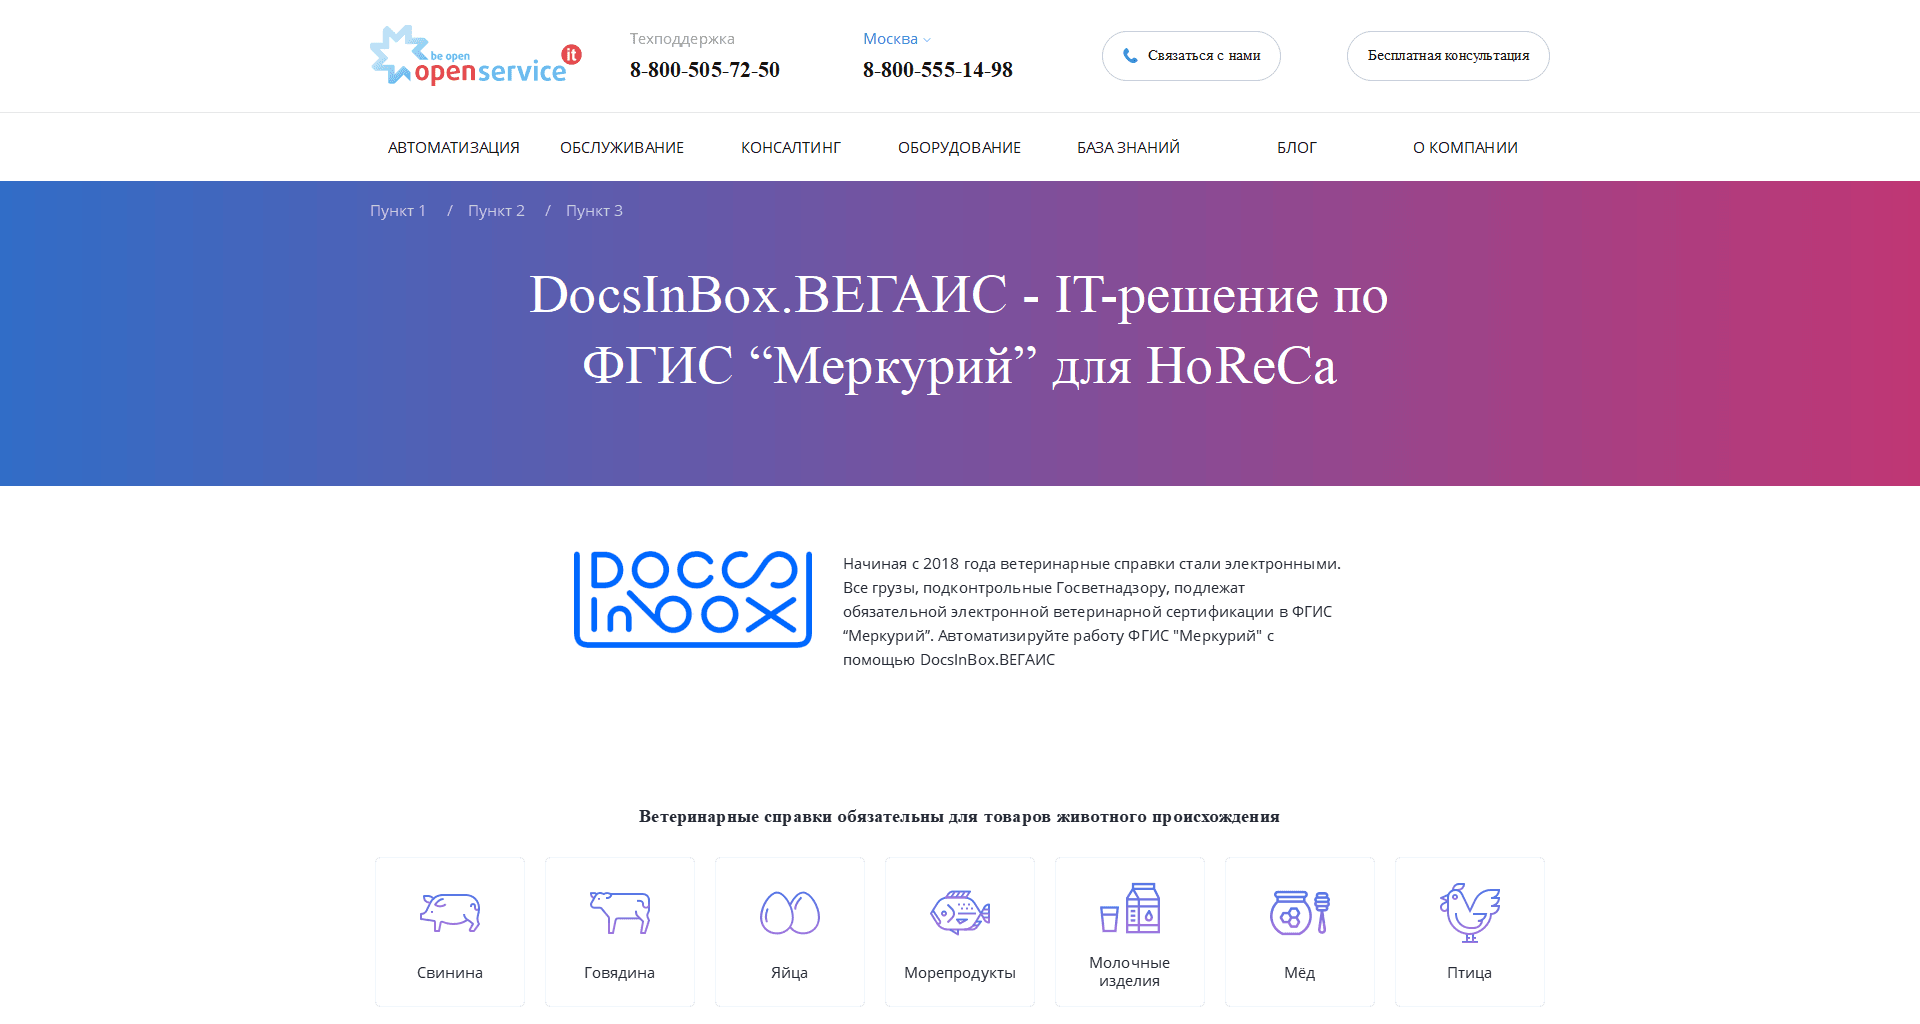 be open
openservice it
Техподдержка
8-800-505-72-50
Москва
8-800-555-14-98
Связаться с нами
Бесплатная консультация
АВТОМАТИЗАЦИЯ
ОБСЛУЖИВАНИЕ
КОНСАЛТИНГ
ОБОРУДОВАНИЕ
БАЗА ЗНАНИЙ
БЛОГ
О КОМПАНИИ
Пункт 1 / Пункт 2 / Пункт 3
DocsInBox.ВЕГАИС - IT-решение по
ФГИС “Меркурий” для HoReCa
DOCS
InBOX
Начиная с 2018 года ветеринарные справки стали электронными.
Все грузы, подконтрольные Госветнадзору, подлежат
обязательной электронной ветеринарной сертификации в ФГИС
“Меркурий”. Автоматизируйте работу ФГИС "Меркурий" с
помощью DocsInBox.ВЕГАИС
Ветеринарные справки обязательны для товаров животного происхождения
Свинина
Говядина
Яйца
Морепродукты
Молочные
изделия
Мёд
Птица